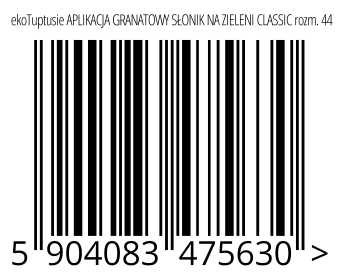 ekoTuptusie APLIKACJA GRANATOWY SŁONIK NA ZIELENI CLASSIC rozm. 44
5 904083 475630 >